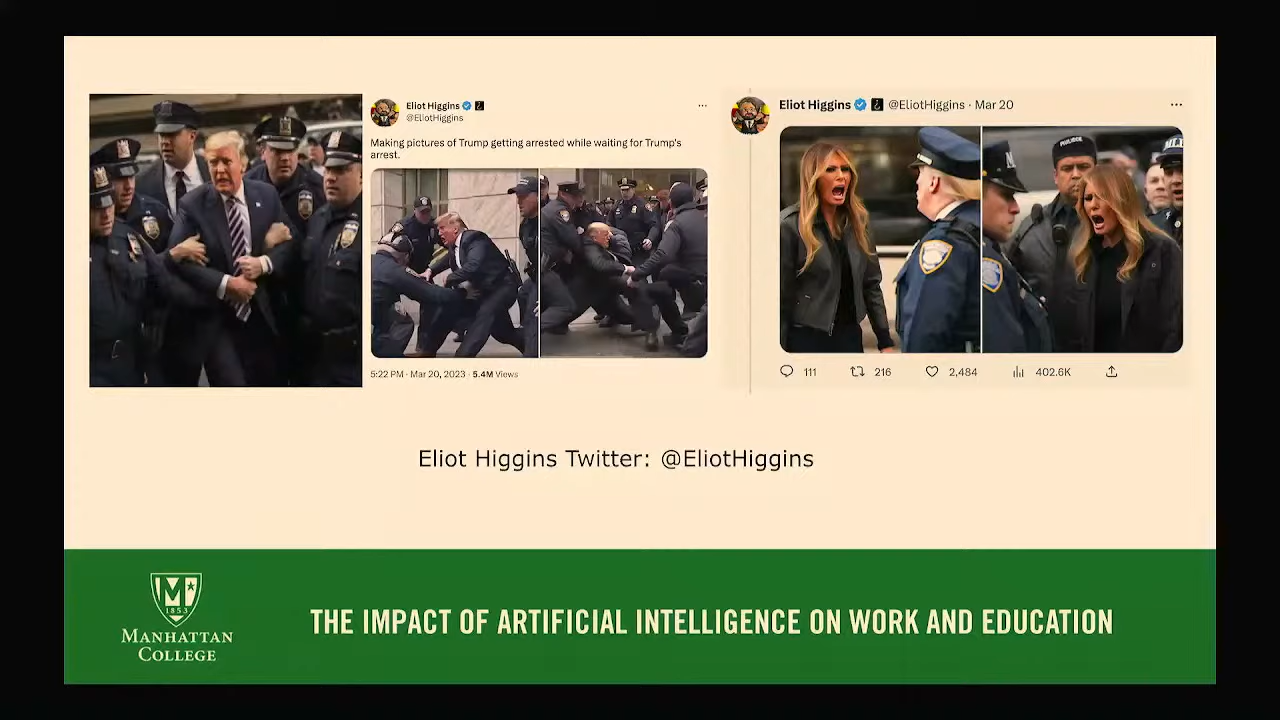 Eliot Higgins
@EliotHiggins
Making pictures of Trump getting arrested while waiting for Trump's
arrest.
5:22 PM · Mar 20, 2023 · 5.4M Views
Eliot Higgins @EliotHiggins · Mar 20
111 216 2,484 402.6K
Eliot Higgins Twitter: @EliotHiggins
M
1853
MANHATTAN
COLLEGE
THE IMPACT OF ARTIFICIAL INTELLIGENCE ON WORK AND EDUCATION